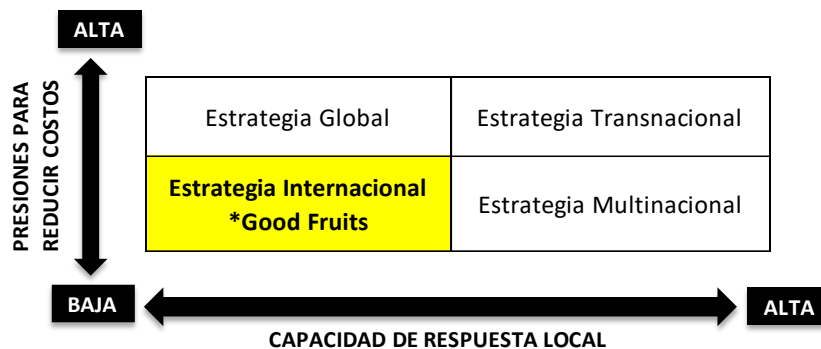 ALTA
PRESIONES PARA
REDUCIR COSTOS
Estrategia Global
Estrategia Transnacional
Estrategia Internacional
*Good Fruits
Estrategia Multinacional
BAJA
ALTA
CAPACIDAD DE RESPUESTA LOCAL